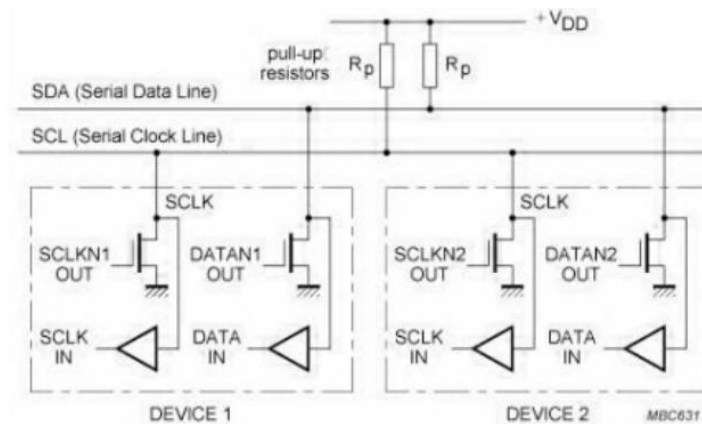 + VDD
pull-up
resistors
Rp
Rp
SDA (Serial Data Line)
SCL (Serial Clock Line)
SCLK
SCLK
SCLKN1
OUT
DATAN1
OUT
SCLKN2
OUT
DATAN2
OUT
SCLK
IN
DATA
IN
SCLK
IN
DATA
IN
DEVICE 1
DEVICE 2
MBC631